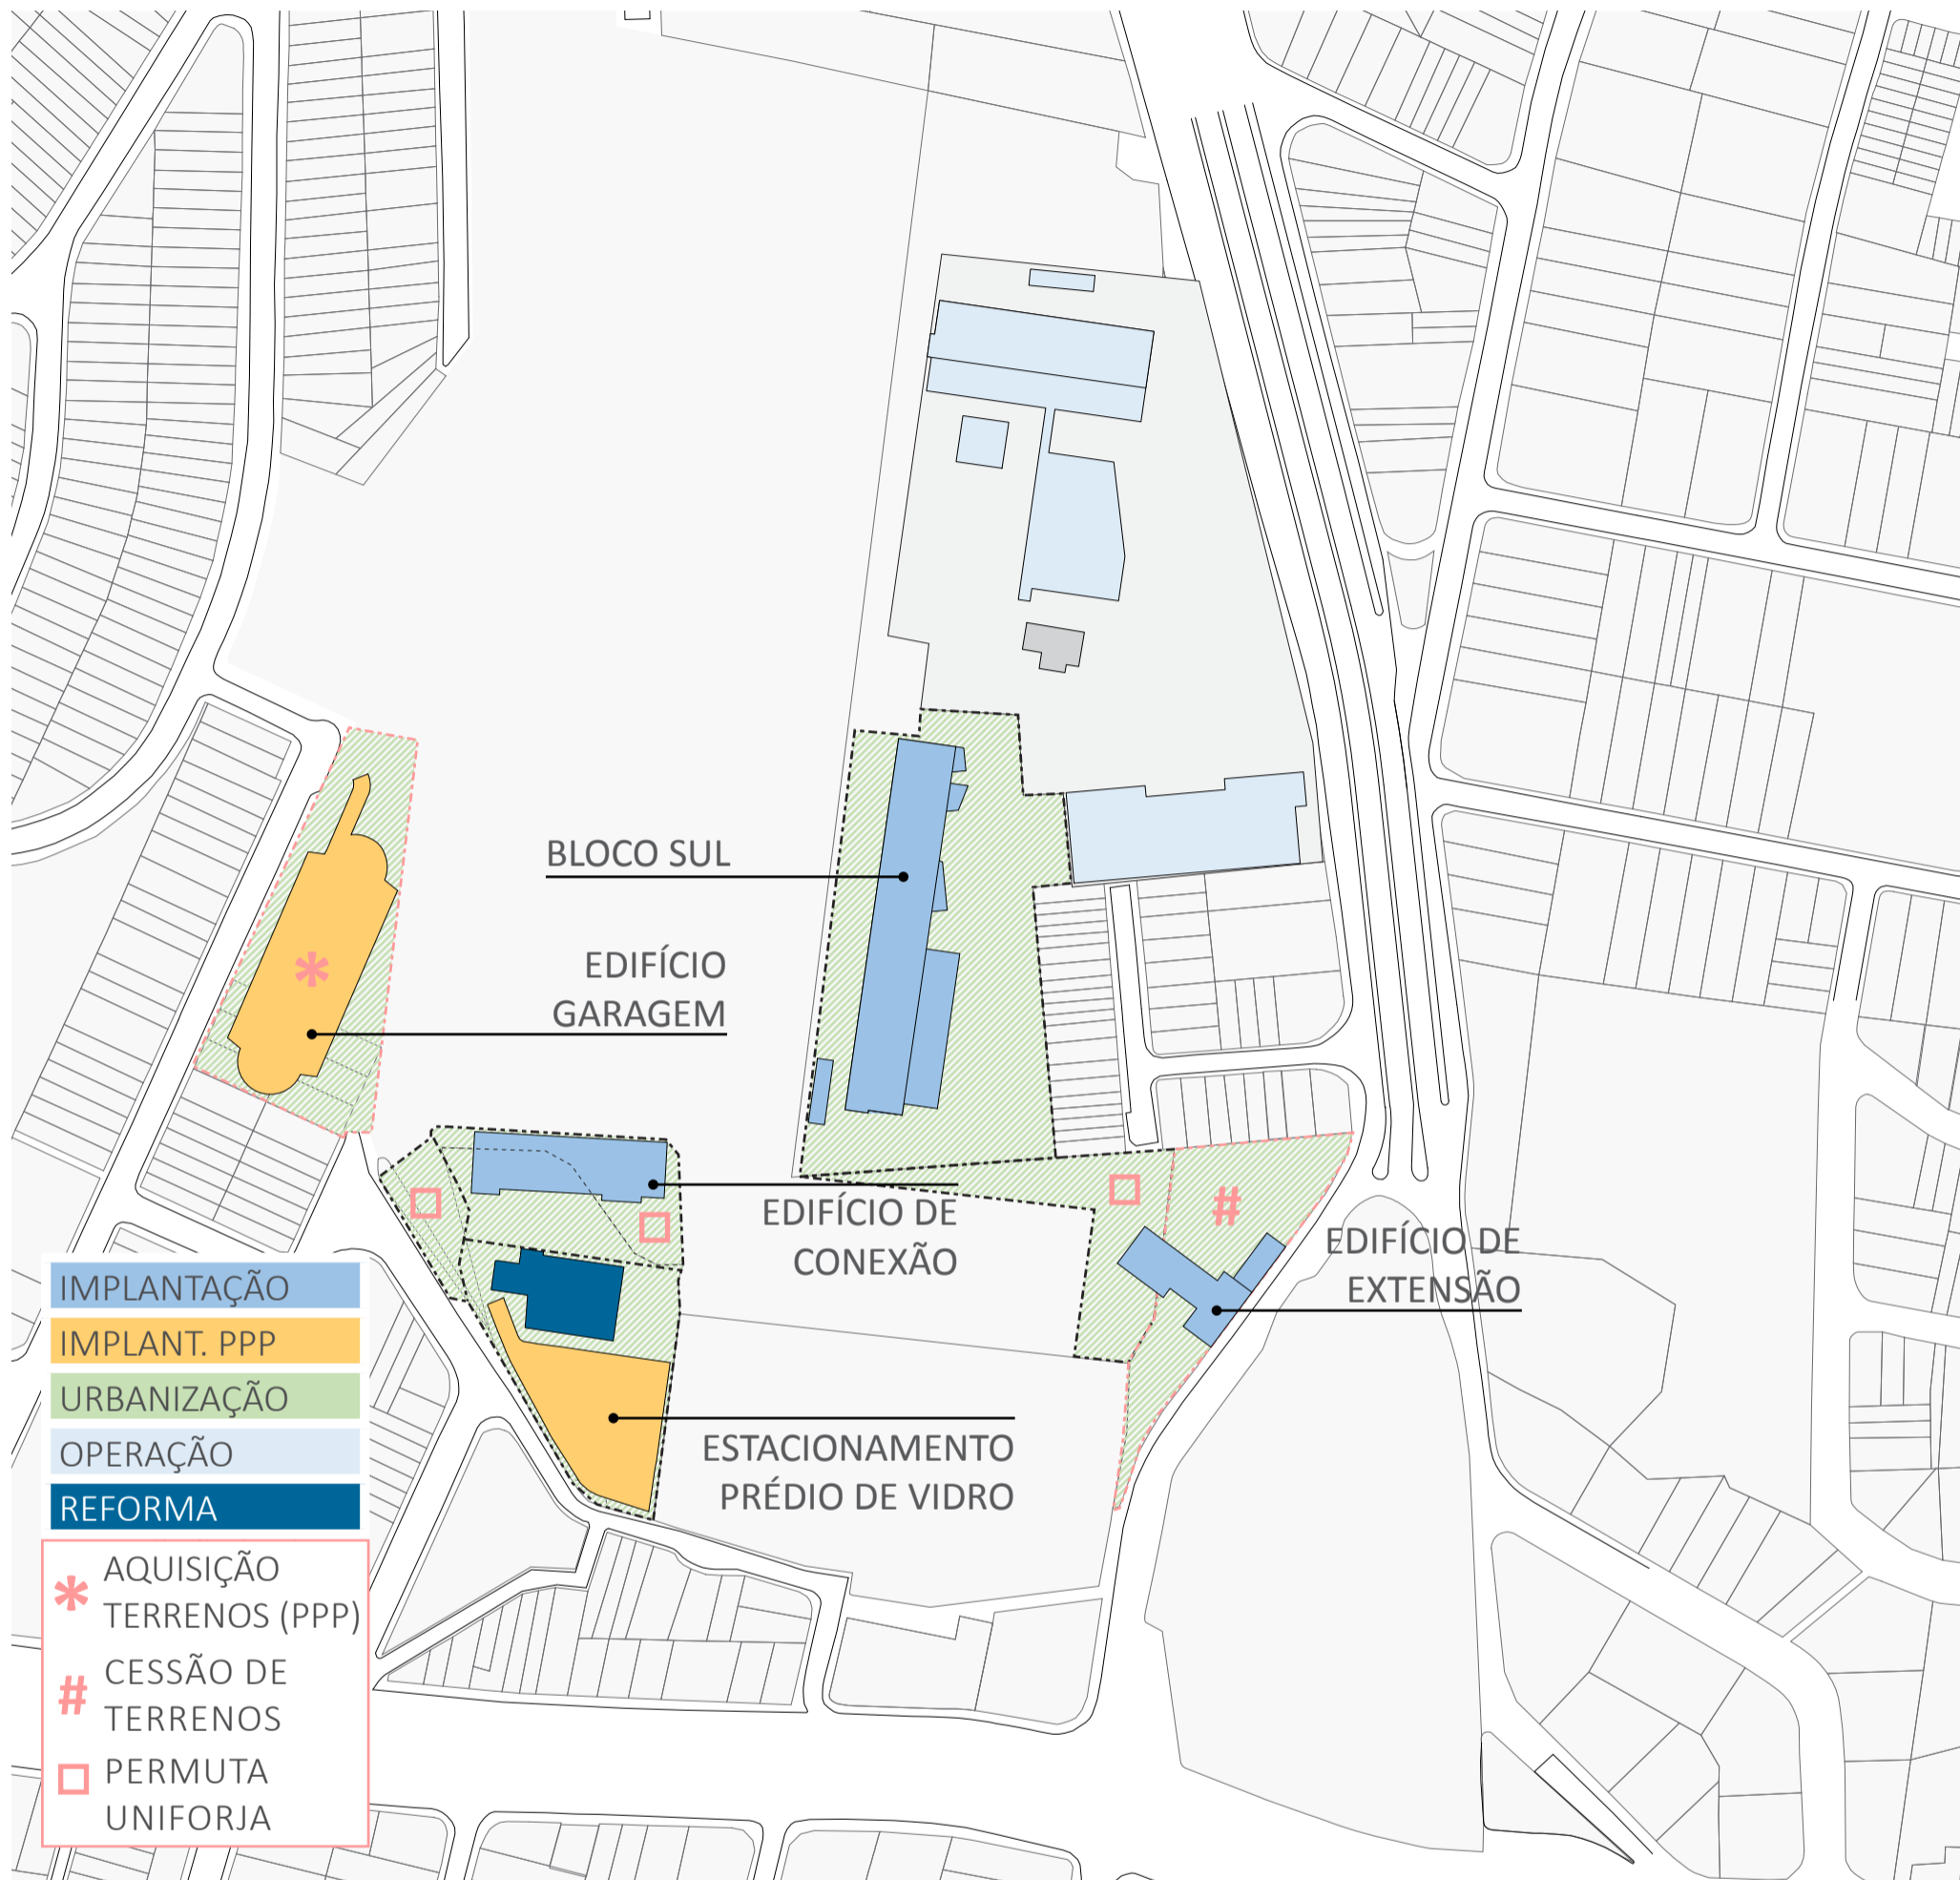 BLOCO SUL
EDIFÍCIO
GARAGEM
EDIFÍCIO DE
CONEXÃO
EDIFÍCIO DE
EXTENSÃO
ESTACIONAMENTO
PRÉDIO DE VIDRO
IMPLANTAÇÃO
IMPLANT. PPP
URBANIZAÇÃO
OPERAÇÃO
REFORMA
* AQUISIÇÃO
TERRENOS (PPP)
# CESSÃO DE
TERRENOS
PERMUTA
UNIFORJA